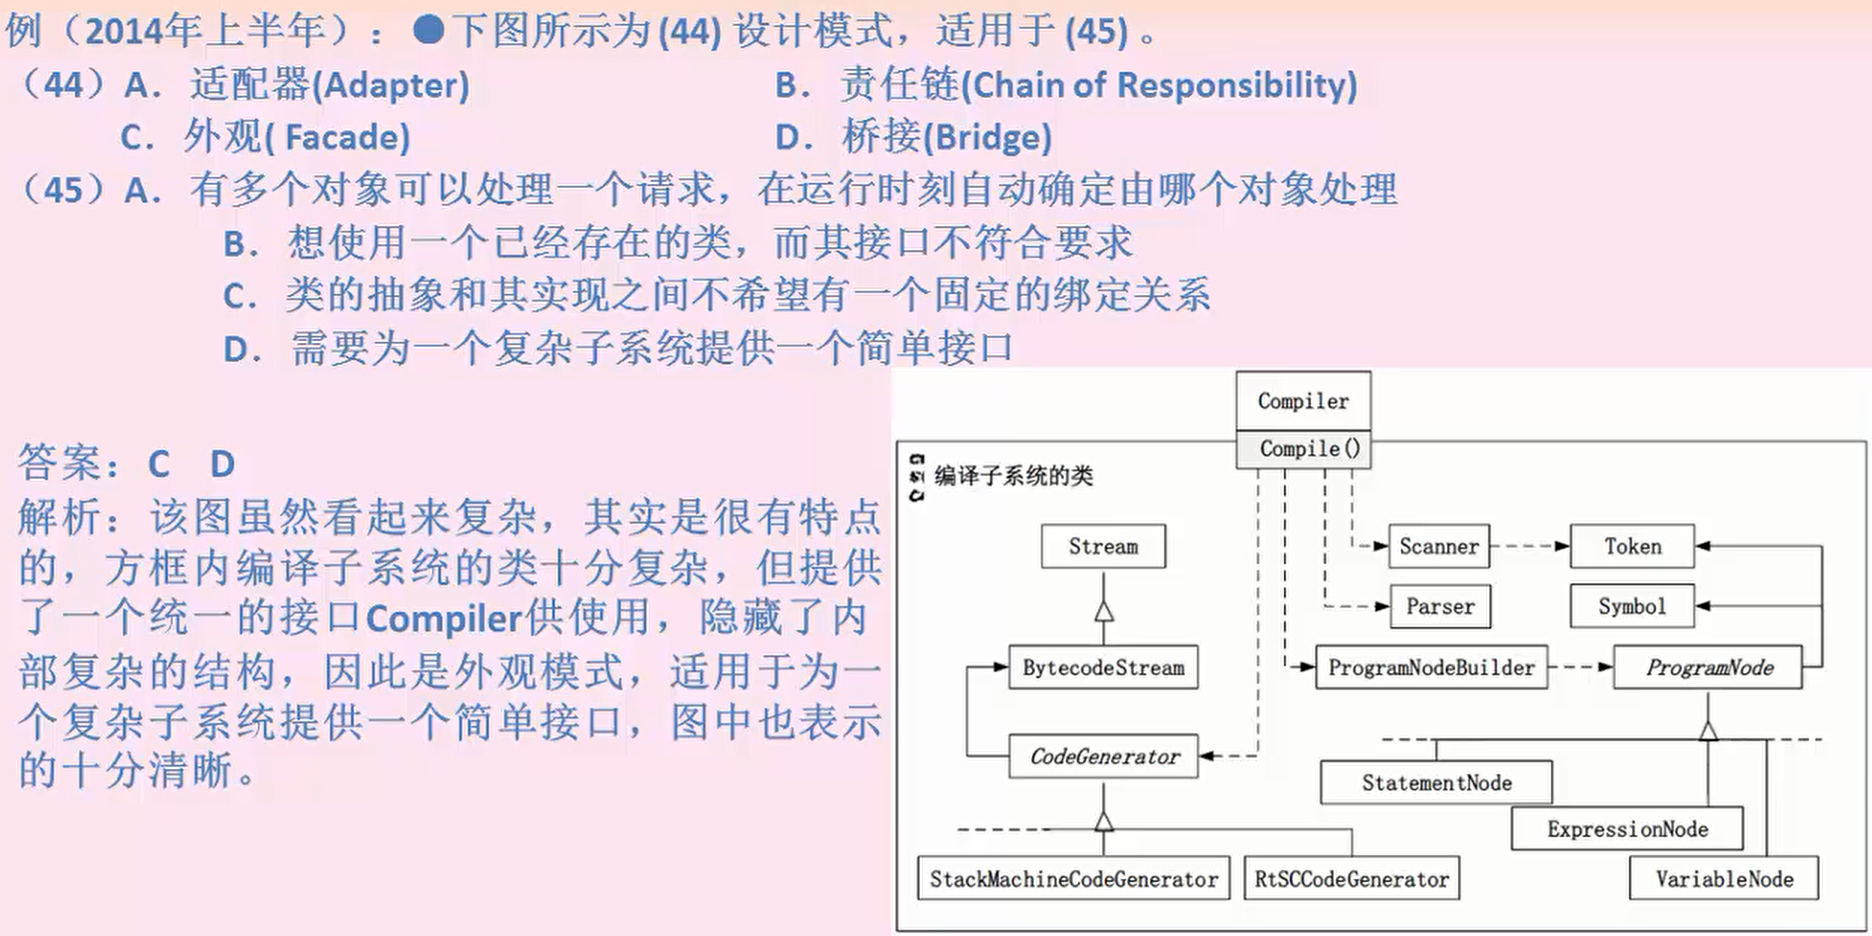 例（2014年上半年）：●下图所示为(44)设计模式，适用于(45)。
（44）A．适配器(Adapter) B．责任链(Chain of Responsibility)
C．外观( Facade) D．桥接(Bridge)
（45）A．有多个对象可以处理一个请求，在运行时刻自动确定由哪个对象处理
B．想使用一个已经存在的类，而其接口不符合要求
C．类的抽象和其实现之间不希望有一个固定的绑定关系
D．需要为一个复杂子系统提供一个简单接口
答案：C D
解析：该图虽然看起来复杂，其实是很有特点
的，方框内编译子系统的类十分复杂，但提供
了一个统一的接口Compiler供使用，隐藏了内
部复杂的结构，因此是外观模式，适用于为一
个复杂子系统提供一个简单接口，图中也表示
的十分清晰。
Compiler
Compile()
编译子系统的类
Stream
Scanner
Token
Parser
Symbol
BytecodeStream
ProgramNodeBuilder
ProgramNode
CodeGenerator
StatementNode
ExpressionNode
StackMachineCodeGenerator
RtSCCodeGenerator
VariableNode